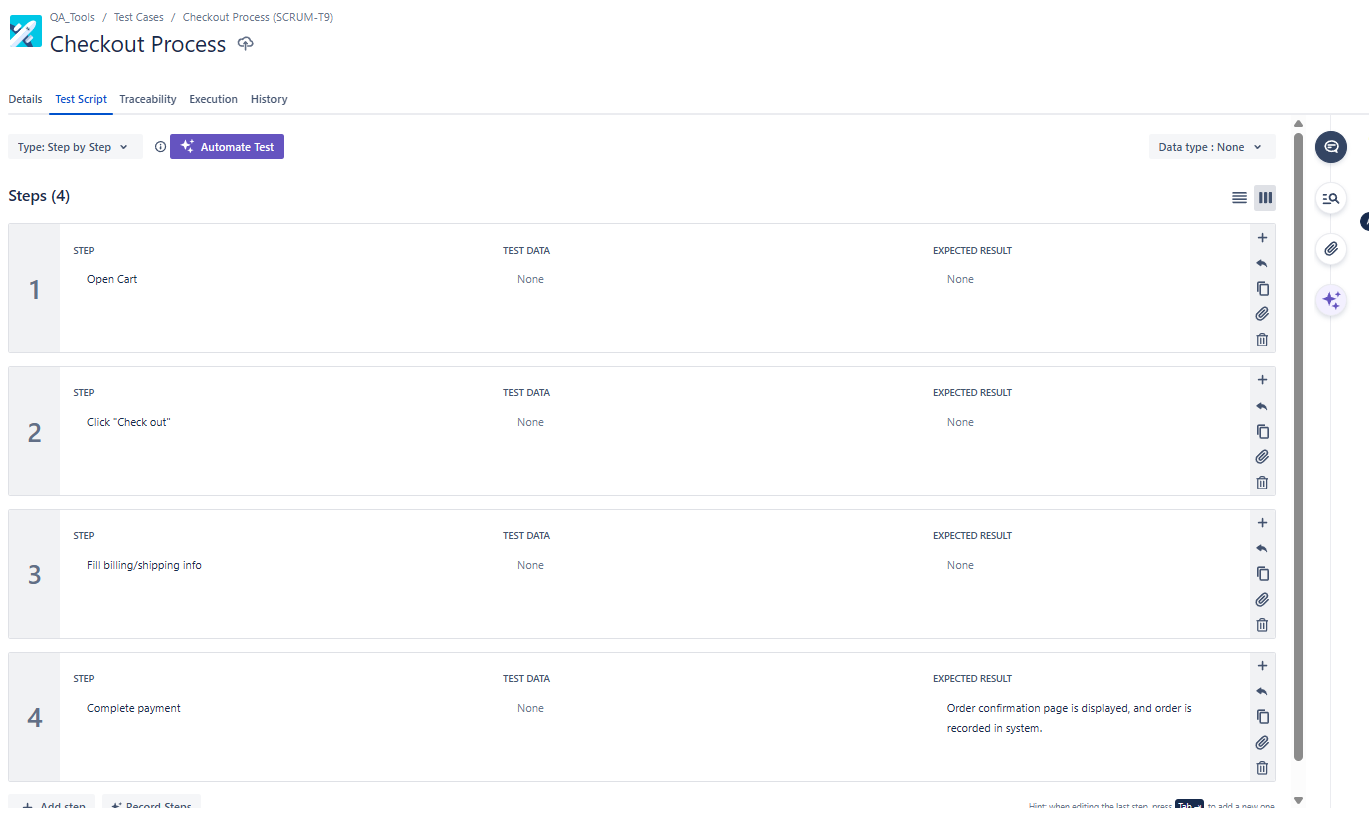 QA_Tools / Test Cases / Checkout Process (SCRUM-T9)
Checkout Process
Details Test Script Traceability Execution History
Type: Step by Step Automate Test Data type : None
Steps (4)
STEP TEST DATA EXPECTED RESULT
1 Open Cart None None
STEP TEST DATA EXPECTED RESULT
2 Click "Check out" None None
STEP TEST DATA EXPECTED RESULT
3 Fill billing/shipping info None None
STEP TEST DATA EXPECTED RESULT
4 Complete payment None Order confirmation page is displayed, and order is
recorded in system.
+ Add step Record Steps Hint: when editing the last step, press Tab to add a new one